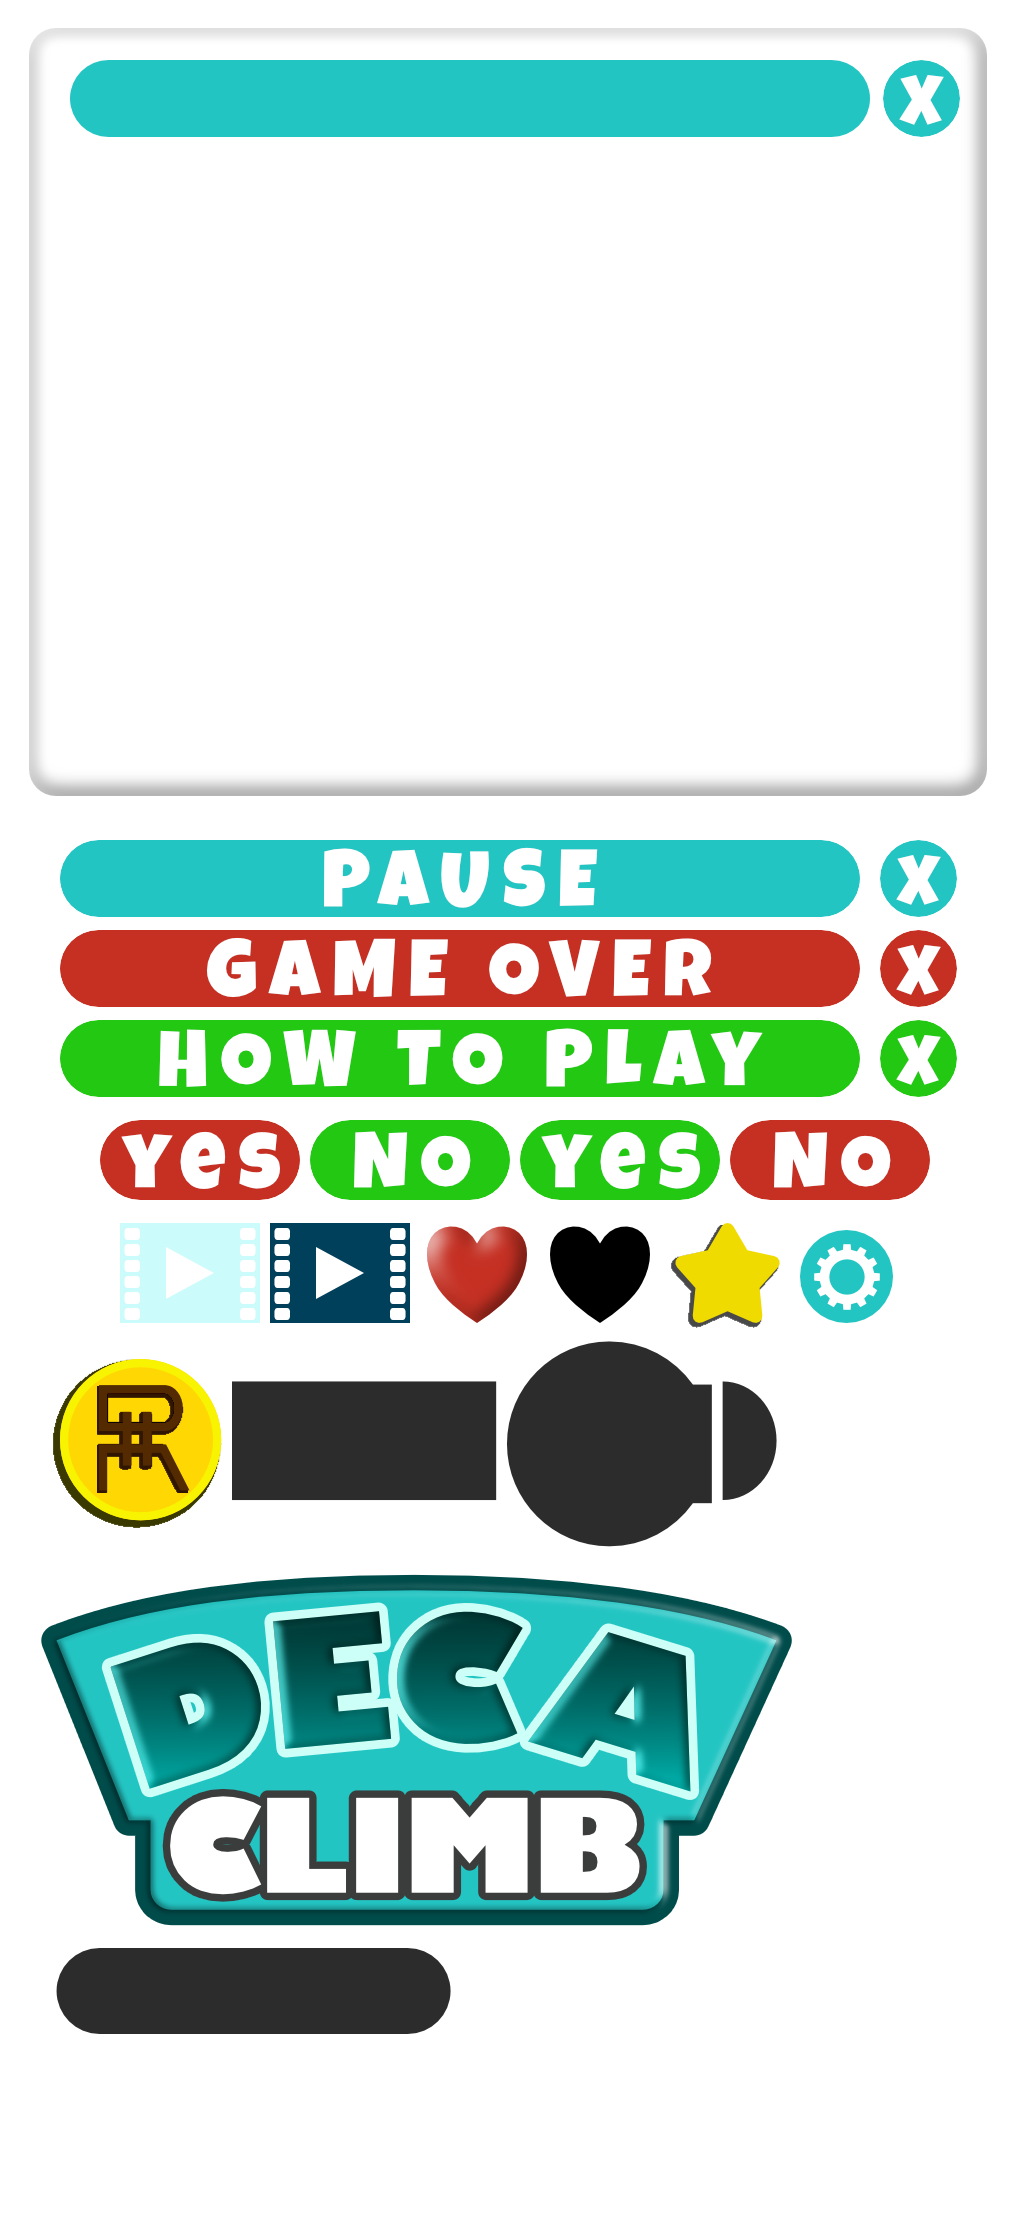 X
PAUSE X
GAME OVER X
HOW TO PLAY X
Yes No Yes No
DECA
CLIMB